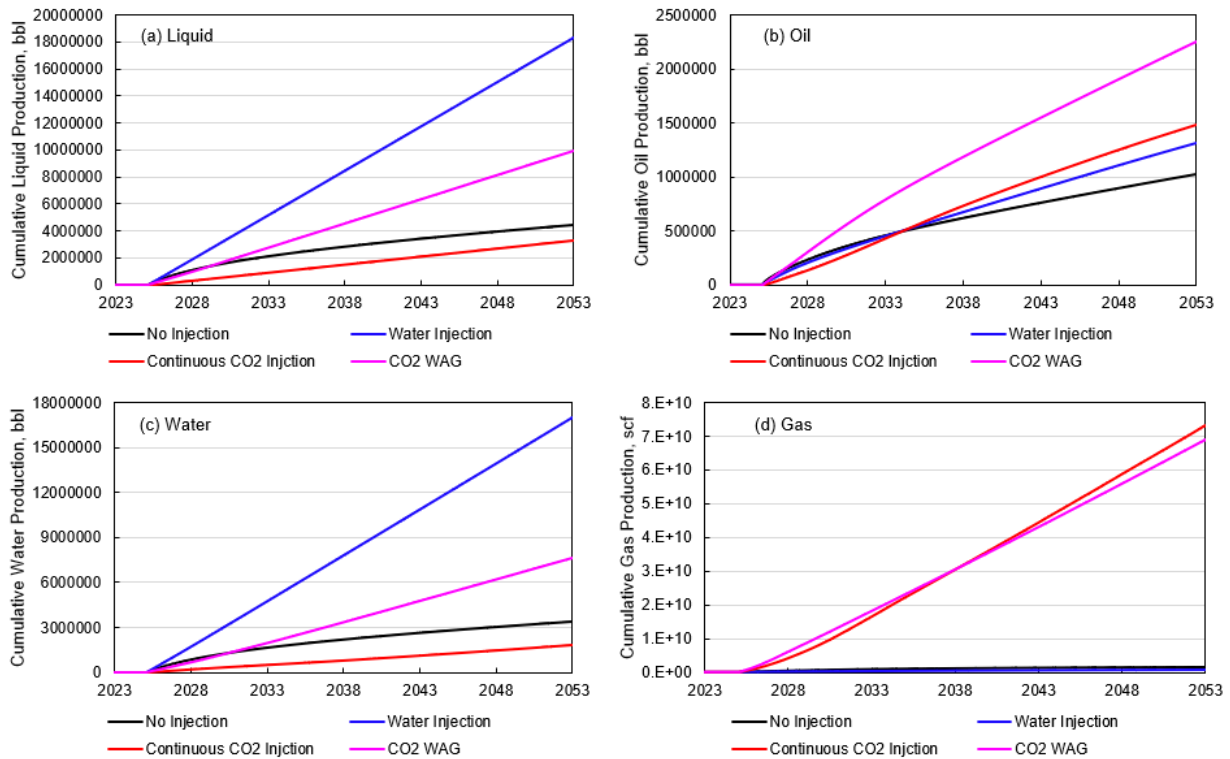 (a) Liquid
Cumulative Liquid Production, bbl
20000000
18000000
16000000
14000000
12000000
10000000
8000000
6000000
4000000
2000000
0
2023 2028 2033 2038 2043 2048 2053
No Injection Water Injection
Continuous CO2 Injction CO2 WAG
(b) Oil
Cumulative Oil Production, bbl
2500000
2000000
1500000
1000000
500000
0
2023 2028 2033 2038 2043 2048 2053
No Injection Water Injection
Continuous CO2 Injction CO2 WAG
(c) Water
Cumulative Water Production, bbl
18000000
15000000
12000000
9000000
6000000
3000000
0
2023 2028 2033 2038 2043 2048 2053
No Injection Water Injection
Continuous CO2 Injction CO2 WAG
(d) Gas
Cumulative Gas Production, scf
8.E+10
7.E+10
6.E+10
5.E+10
4.E+10
3.E+10
2.E+10
1.E+10
0.E+00
2023 2028 2033 2038 2043 2048 2053
No Injection Water Injection
Continuous CO2 Injction CO2 WAG